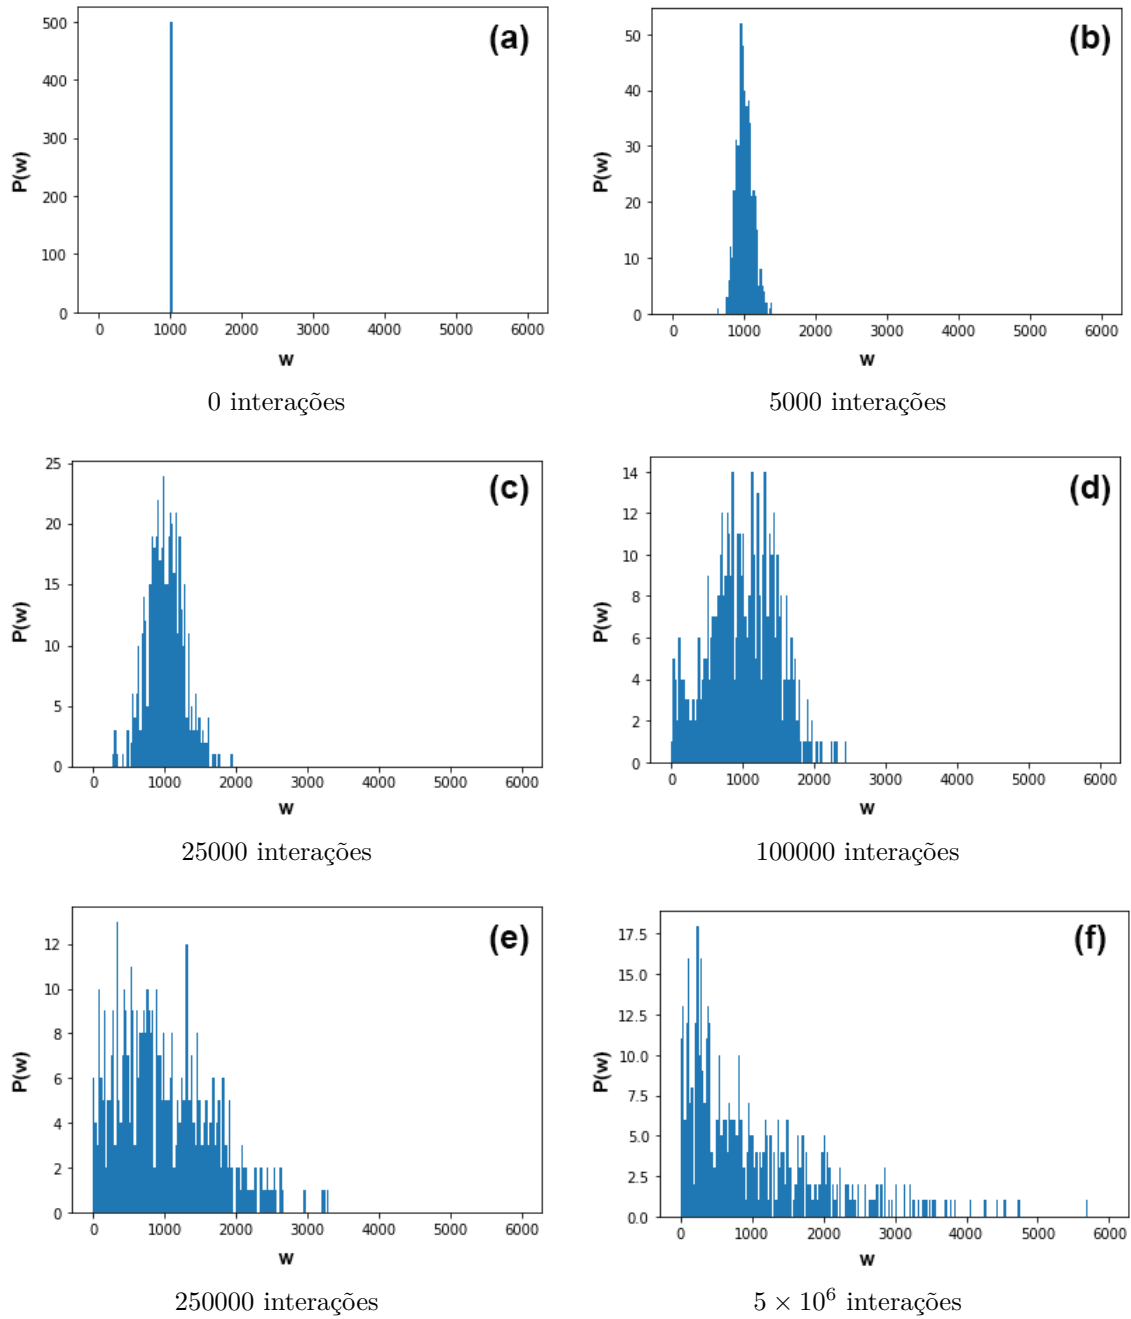 (a)
P(w)
500
400
300
200
100
0
0 1000 2000 3000 4000 5000 6000
w
0 interações
(b)
P(w)
50
40
30
20
10
0
0 1000 2000 3000 4000 5000 6000
w
5000 interações
(c)
P(w)
25
20
15
10
5
0
0 1000 2000 3000 4000 5000 6000
w
25000 interações
(d)
P(w)
14
12
10
8
6
4
2
0
0 1000 2000 3000 4000 5000 6000
w
100000 interações
(e)
P(w)
12
10
8
6
4
2
0
0 1000 2000 3000 4000 5000 6000
w
250000 interações
(f)
P(w)
17.5
15.0
12.5
10.0
7.5
5.0
2.5
0.0
0 1000 2000 3000 4000 5000 6000
w
5 × 10⁶ interações